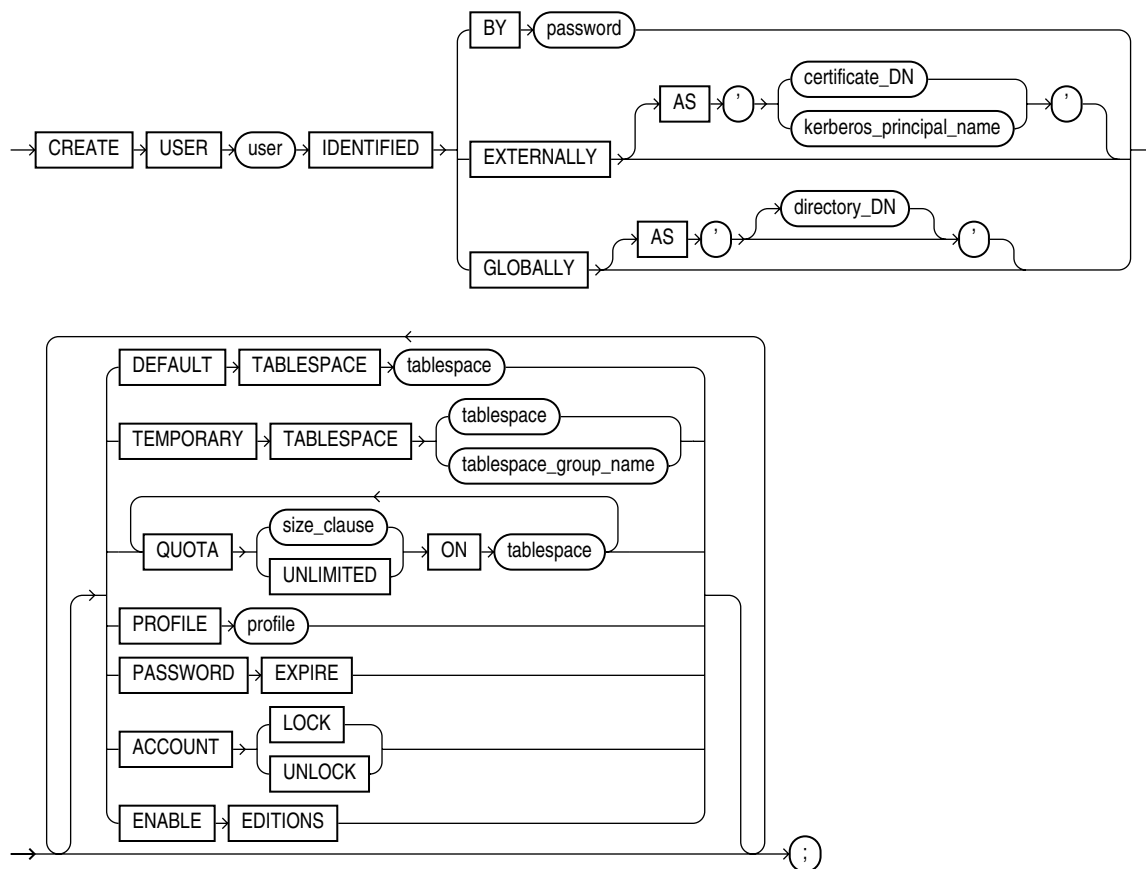 BY password
AS ' certificate_DN '
kerberos_principal_name
CREATE USER user IDENTIFIED
EXTERNALLY
AS ' directory_DN '
GLOBALLY
DEFAULT TABLESPACE tablespace
TEMPORARY TABLESPACE tablespace
tablespace_group_name
QUOTA size_clause ON tablespace
UNLIMITED
PROFILE profile
PASSWORD EXPIRE
ACCOUNT LOCK
UNLOCK
ENABLE EDITIONS
;